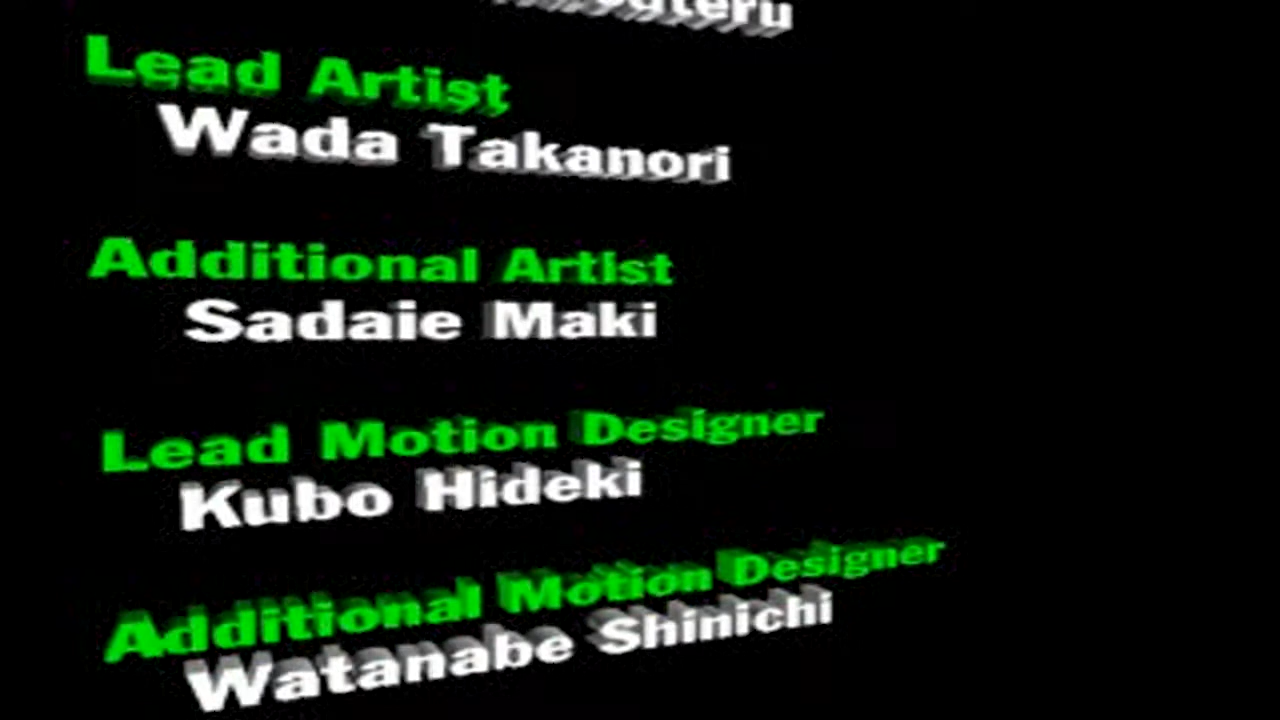 Lead Artist
Wada Takanori
Additional Artist
Sadaie Maki
Lead Motion Designer
Kubo Hideki
Additional Motion Designer
Watanabe Shinichi